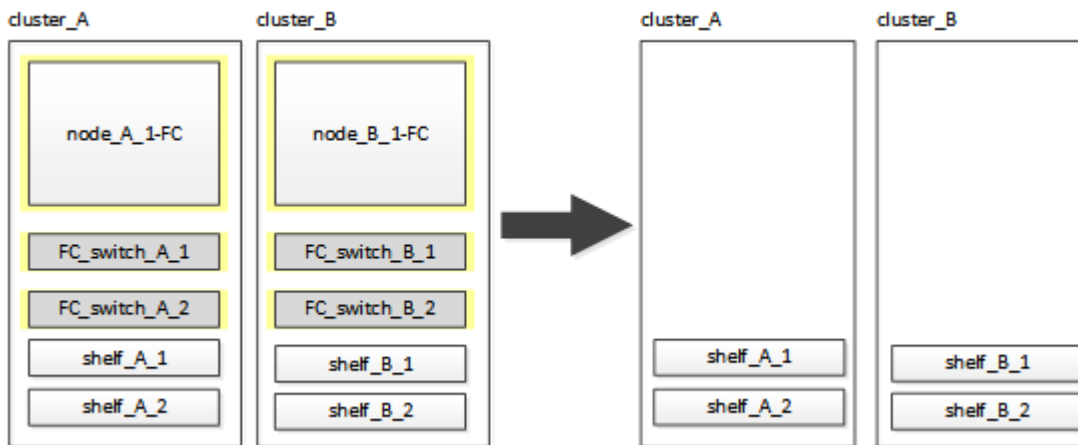 cluster_A
cluster_B
node_A_1-FC
node_B_1-FC
FC_switch_A_1
FC_switch_B_1
FC_switch_A_2
FC_switch_B_2
shelf_A_1
shelf_B_1
shelf_A_2
shelf_B_2
cluster_A
cluster_B
shelf_A_1
shelf_B_1
shelf_A_2
shelf_B_2